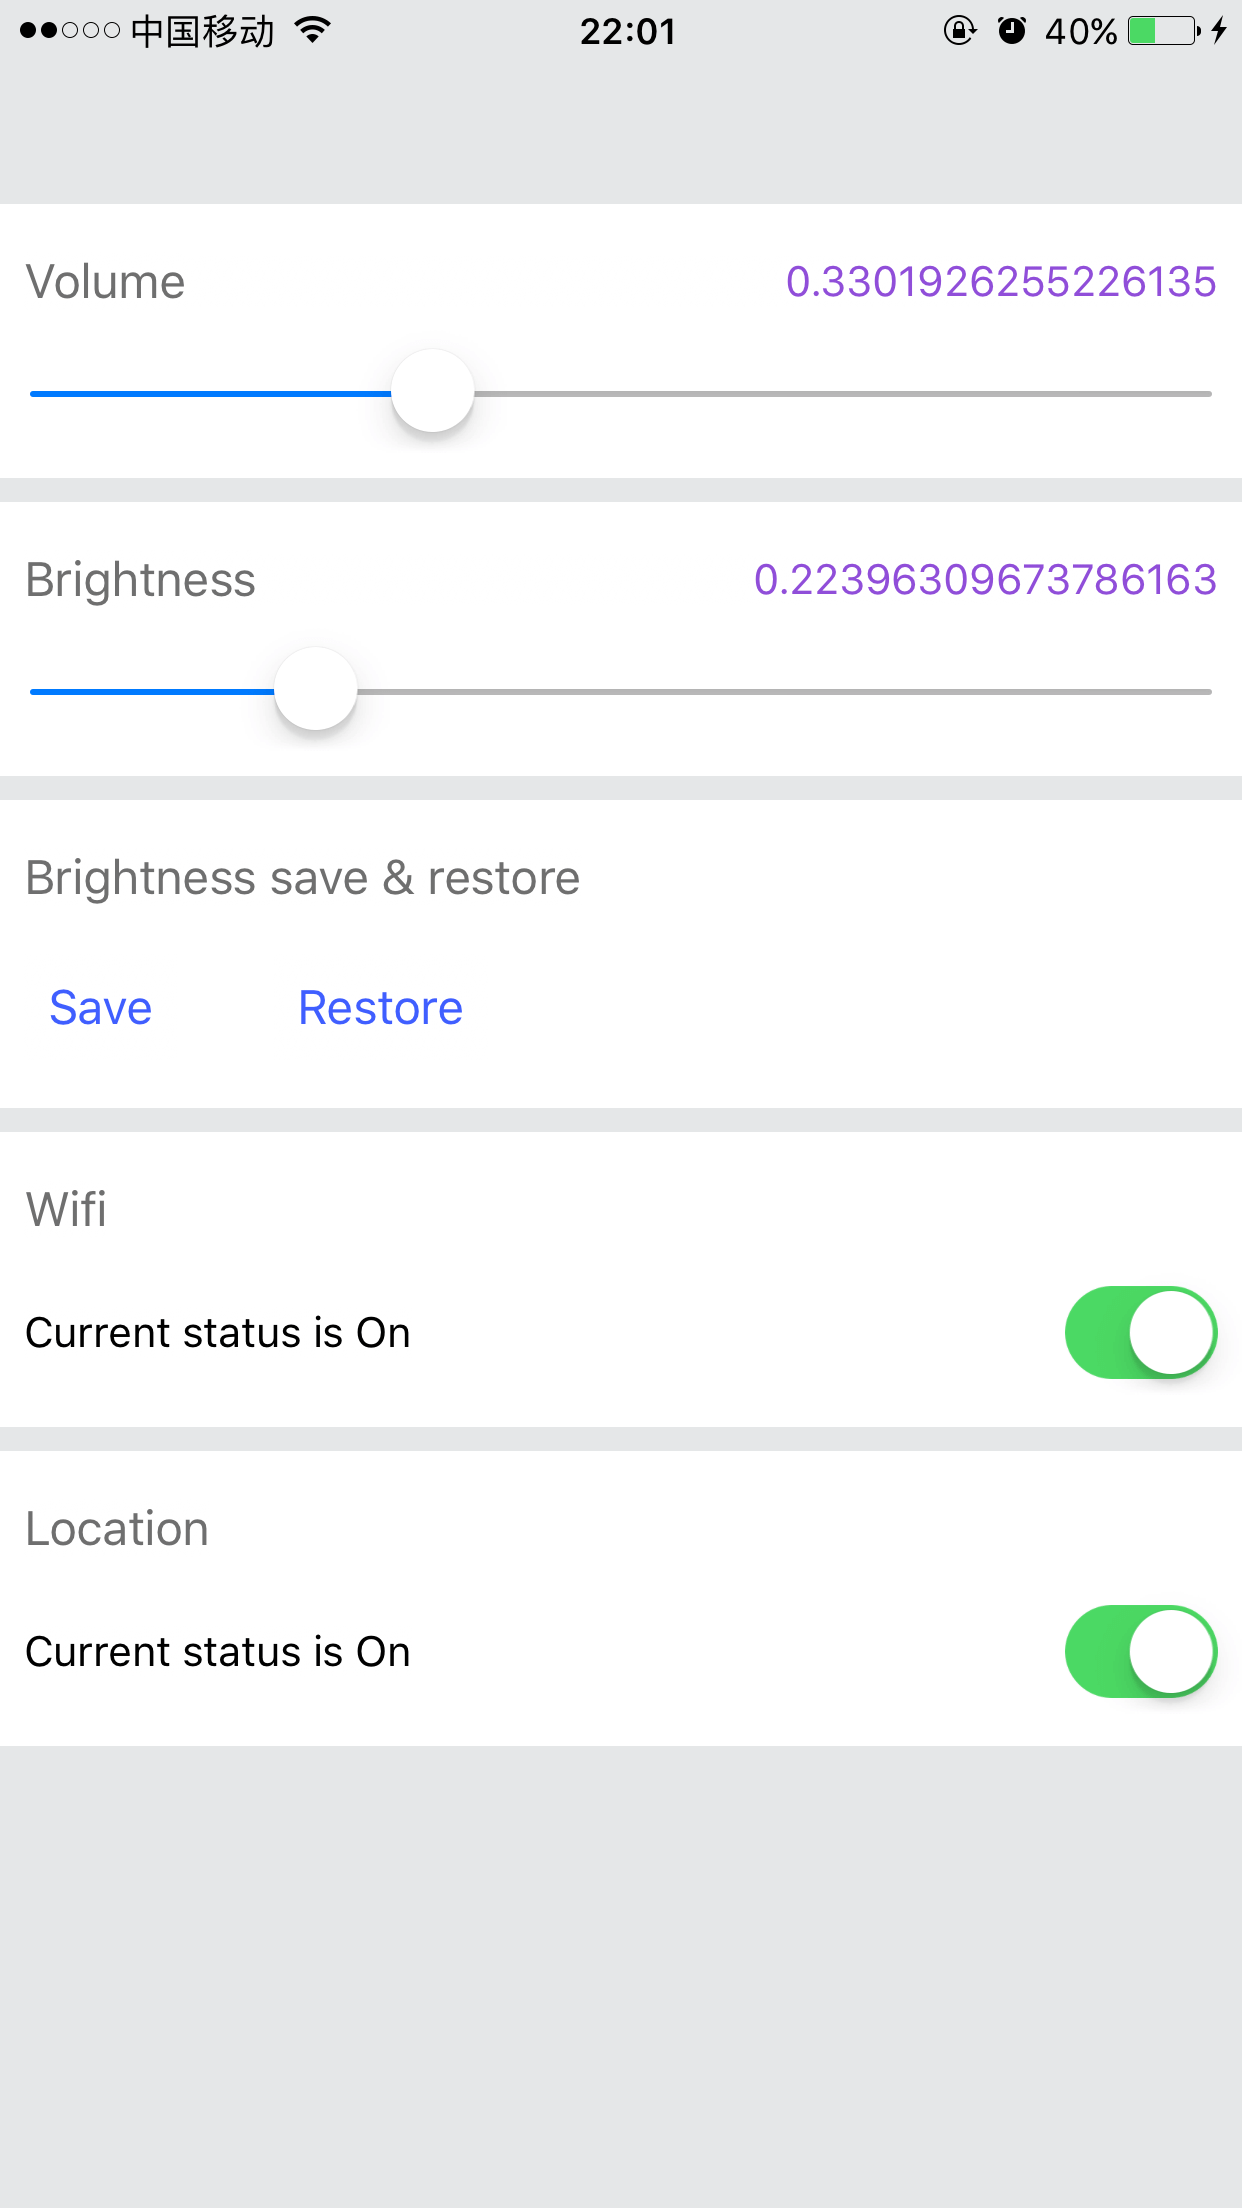 中国移动 22:01 40%
Volume 0.3301926255226135
Brightness 0.22396309673786163
Brightness save & restore
Save Restore
Wifi
Current status is On
Location
Current status is On